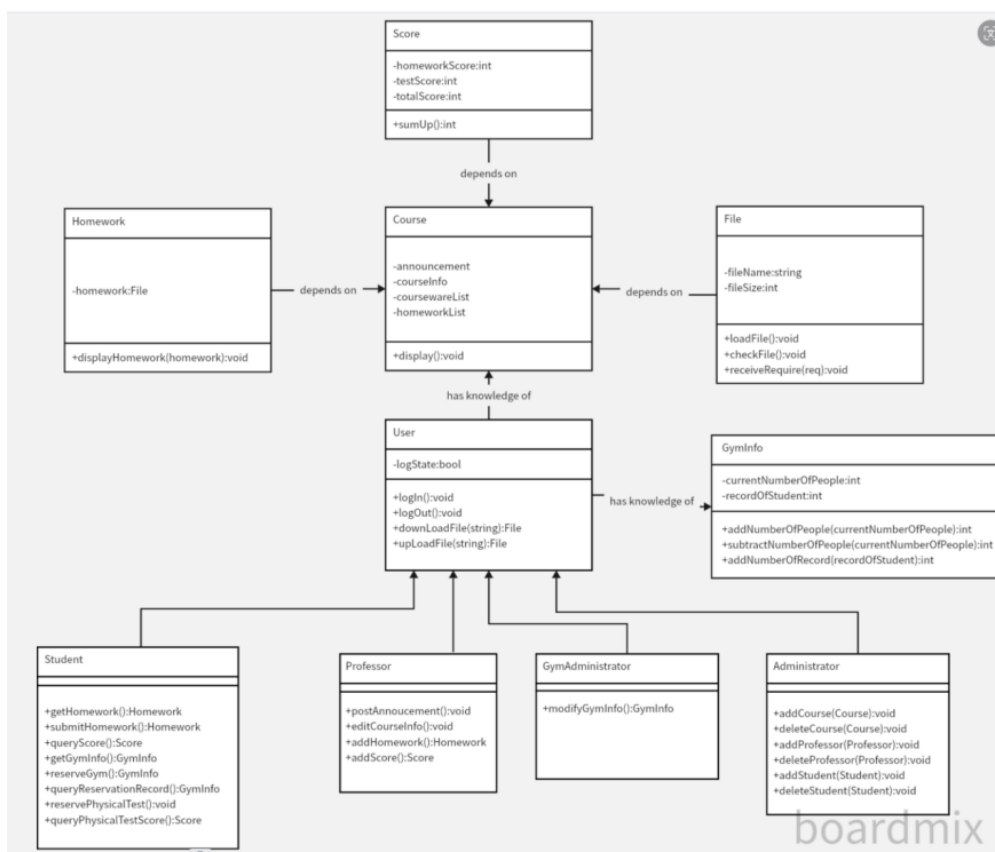 Score
-homeworkScore:int
-testScore:int
-totalScore:int
+sumUp():int
depends on
Homework
-homework:File
+displayHomework(homework):void
depends on
Course
-announcement
-courseInfo
-coursewareList
-homeworkList
+display():void
depends on
File
-fileName:string
-fileSize:int
+loadFile():void
+checkFile():void
+receiveRequire(req):void
has knowledge of
User
-logState:bool
+logIn():void
+logOut():void
+downLoadFile(string):File
+upLoadFile(string):File
has knowledge of
GymInfo
-currentNumberOfPeople:int
-recordOfStudent:int
+addNumberOfPeople(currentNumberOfPeople):int
+subtractNumberOfPeople(currentNumberOfPeople):int
+addNumberOfRecord(recordOfStudent):int
Student
+getHomework():Homework
+submitHomework():Homework
+queryScore():Score
+getGymInfo():GymInfo
+reserveGym():GymInfo
+queryReservationRecord():GymInfo
+reservePhysicalTest():void
+queryPhysicalTestScore():Score
Professor
+postAnnoucement():void
+editCourseInfo():void
+addHomework():Homework
+addScore():Score
GymAdministrator
+modifyGymInfo():GymInfo
Administrator
+addCourse(Course):void
+deleteCourse(Course):void
+addProfessor(Professor):void
+deleteProfessor(Professor):void
+addStudent(Student):void
+deleteStudent(Student):void
boardmix